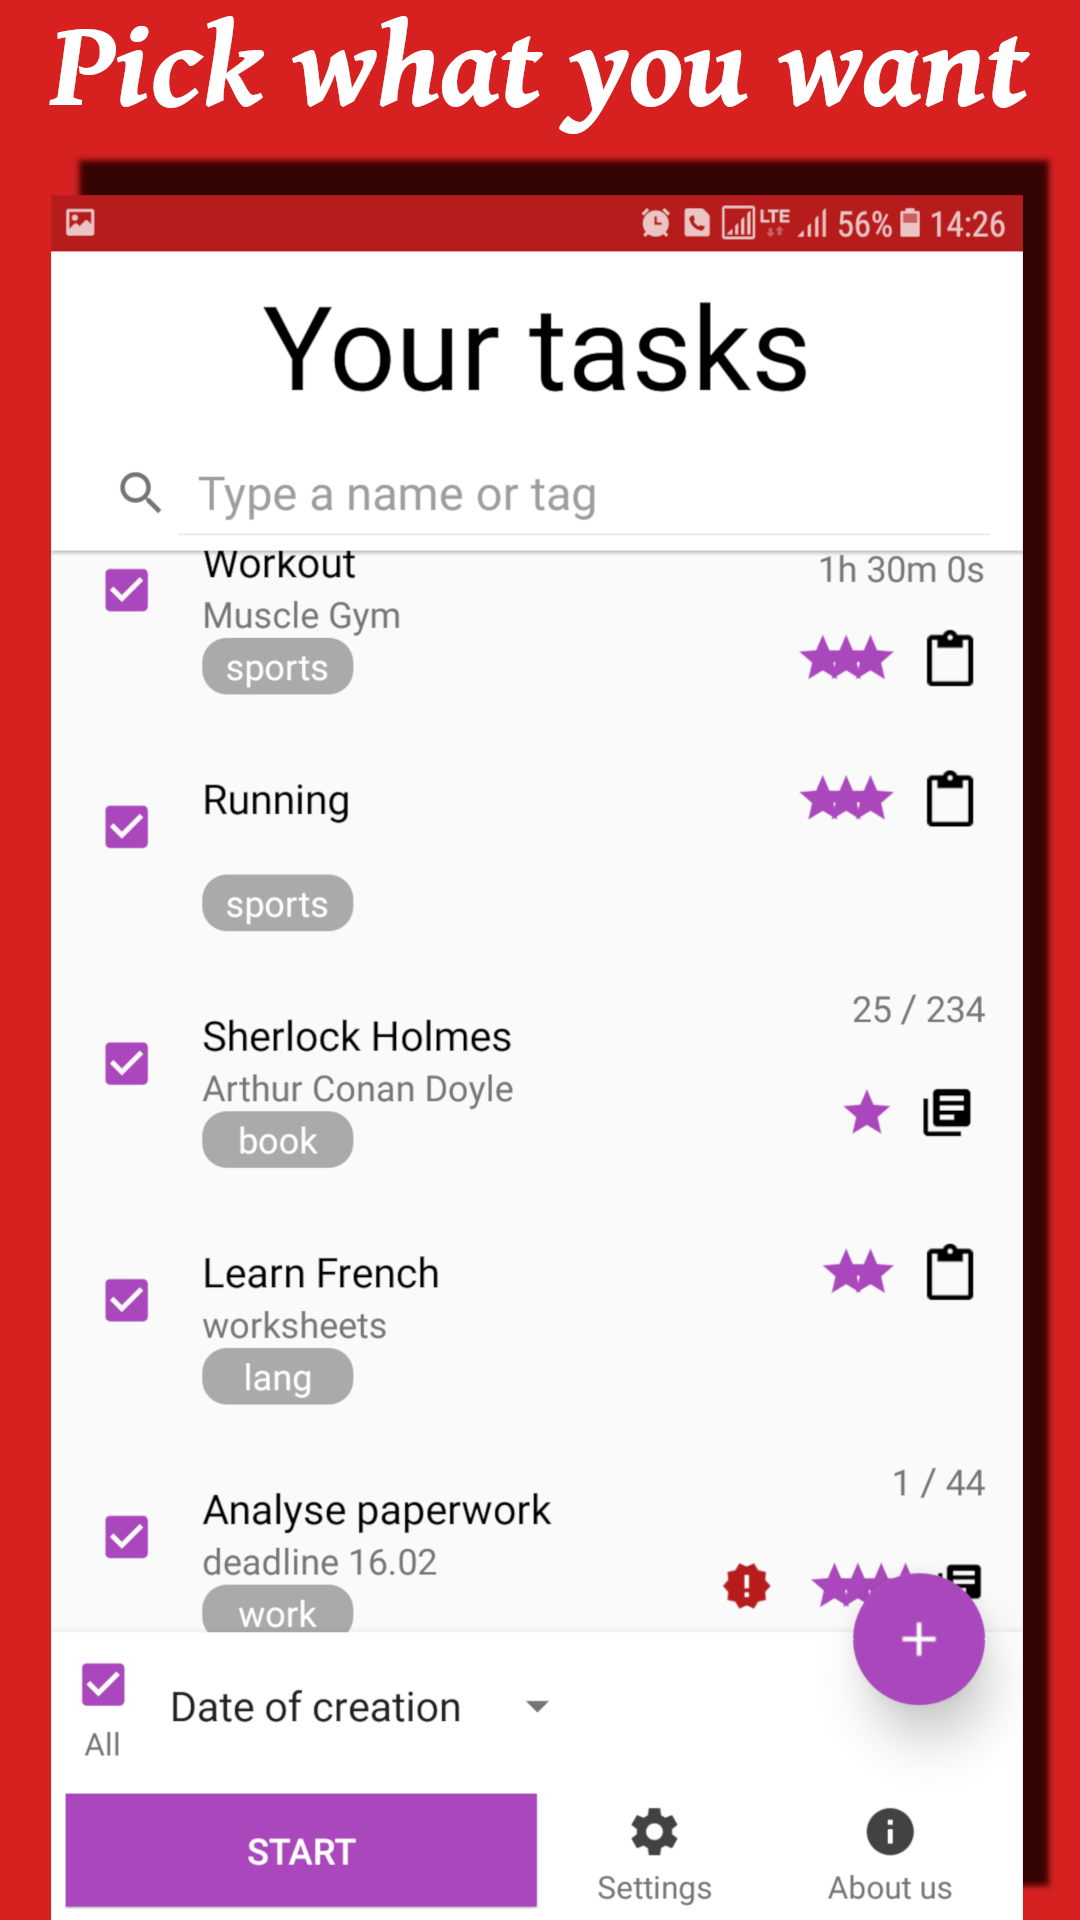 Pick what you want
LTE 56% 14:26
Your tasks
Type a name or tag
Workout 1h 30m 0s
Muscle Gym
sports
Running
sports
25 / 234
Sherlock Holmes
Arthur Conan Doyle
book
Learn French
worksheets
lang
1 / 44
Analyse paperwork
deadline 16.02
work
Date of creation
All
START
Settings
About us